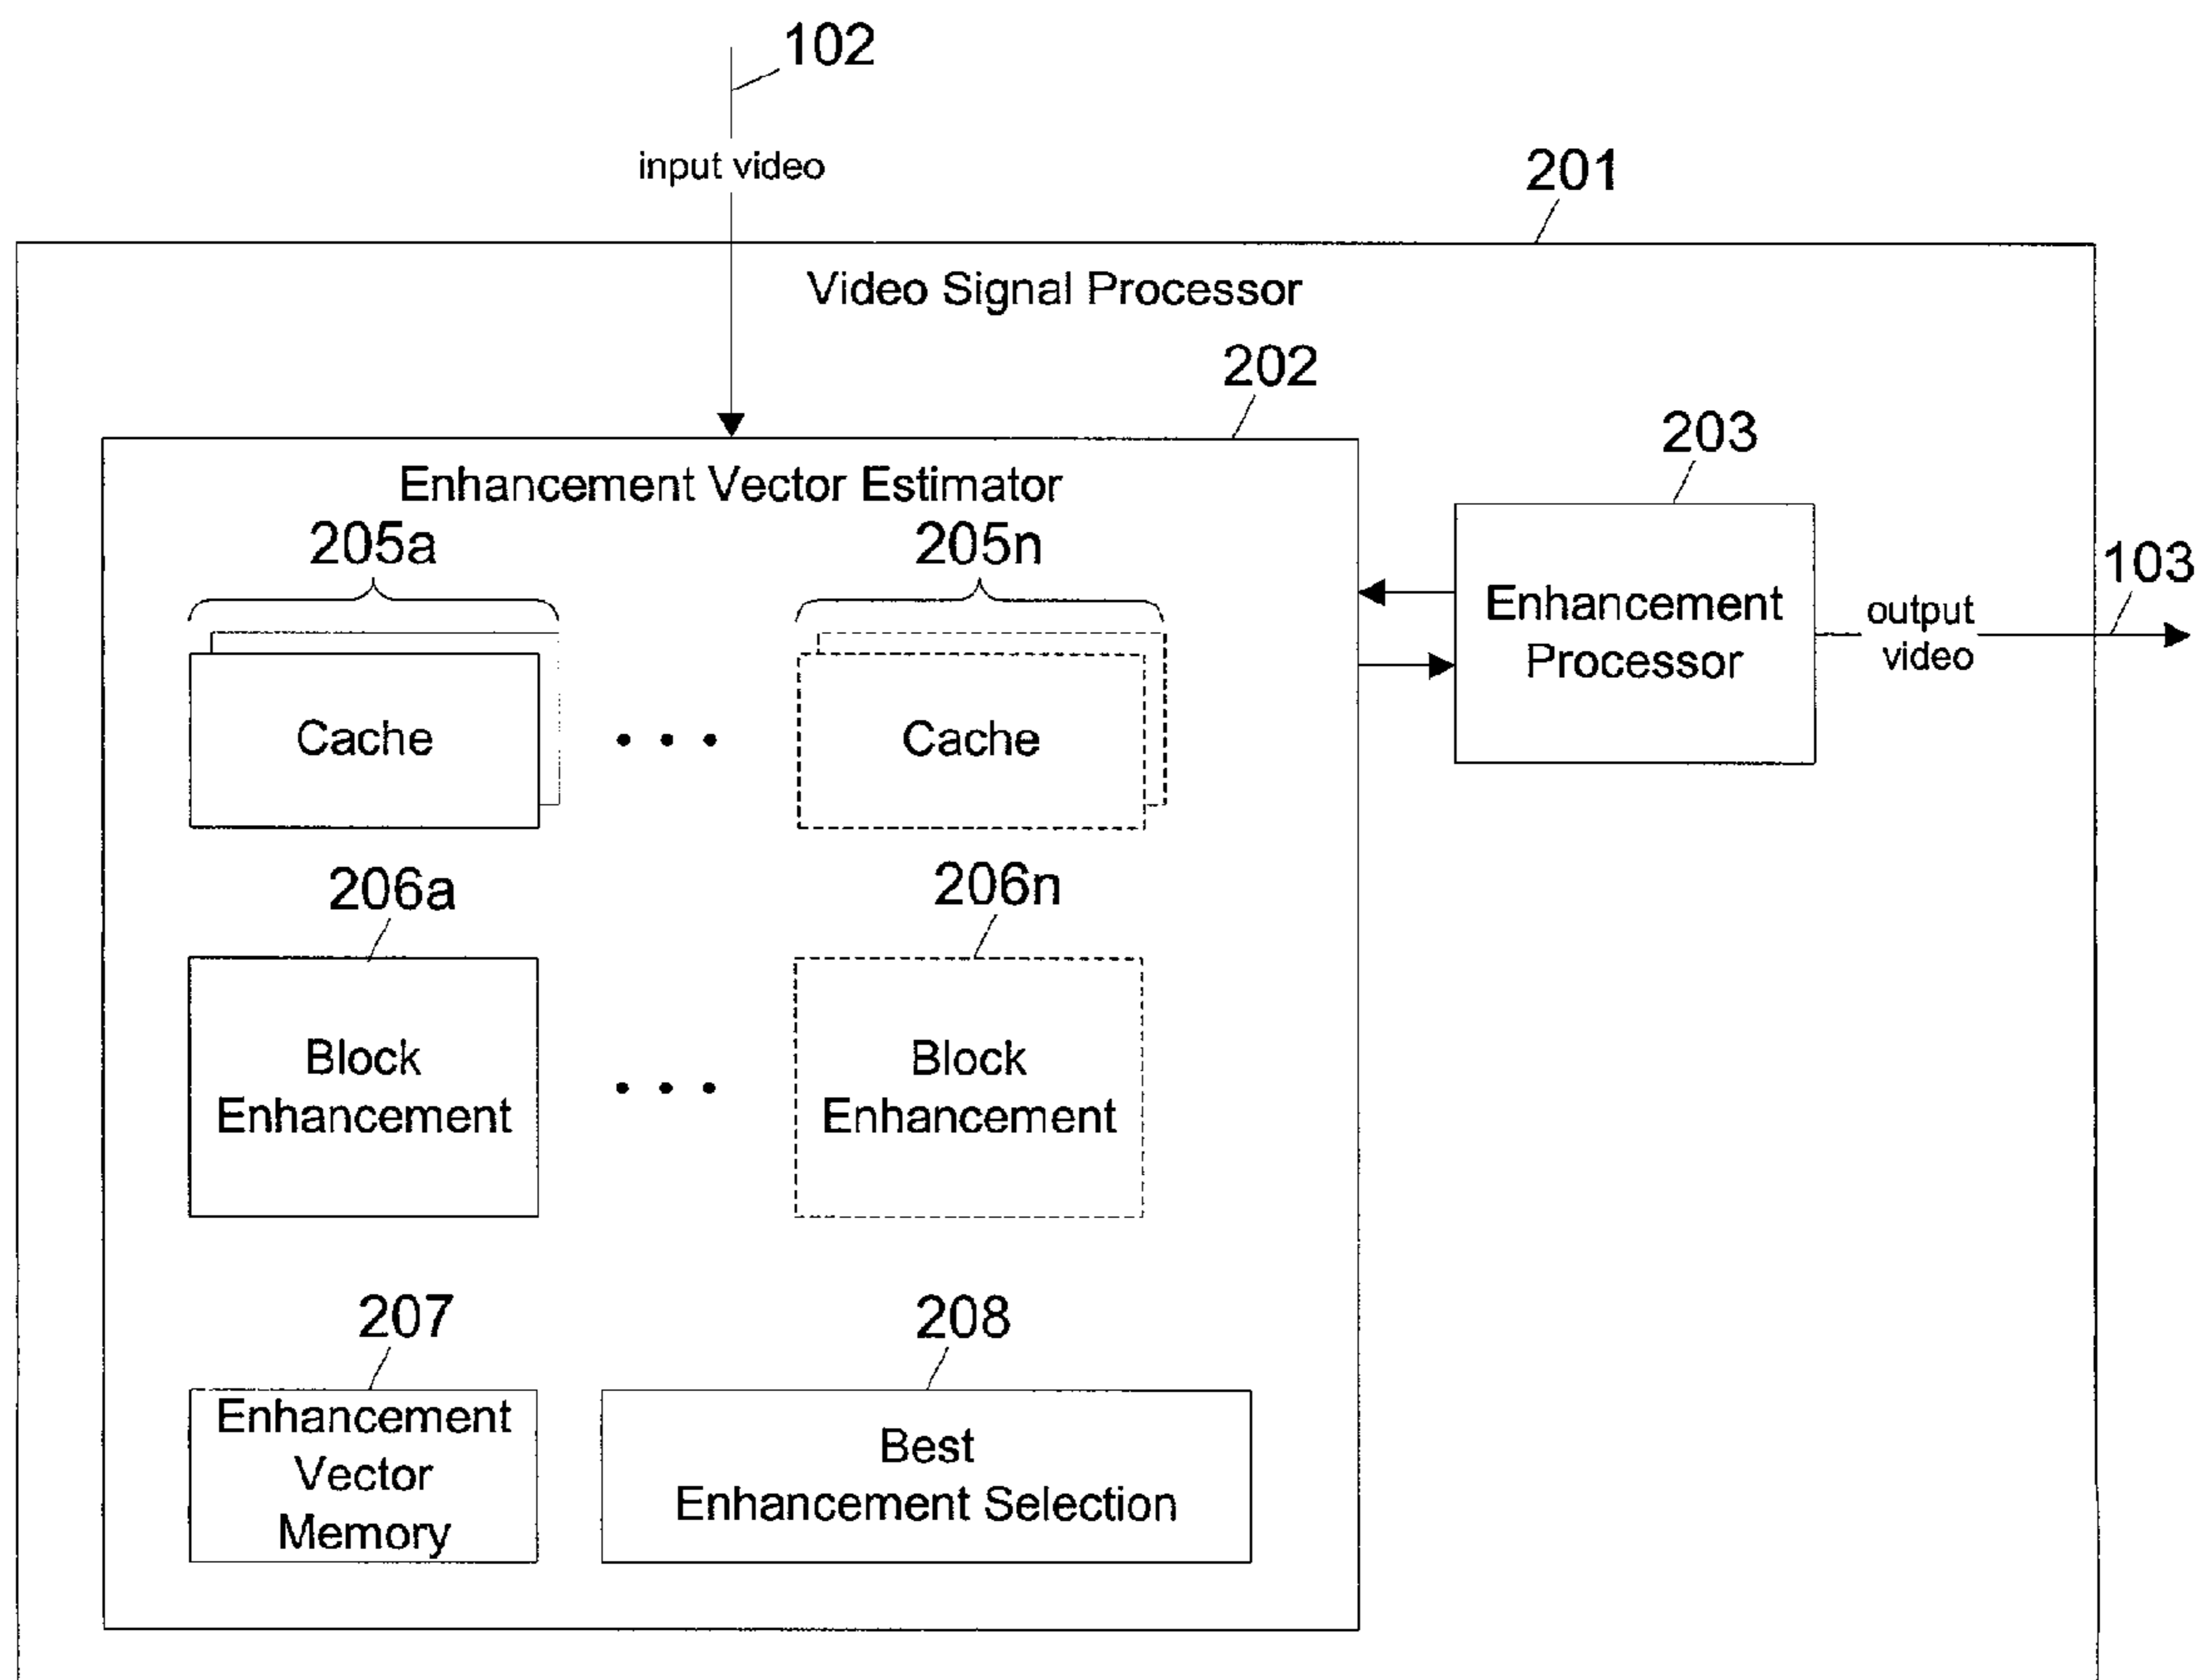 102
input video
201
Video Signal Processor
202
Enhancement Vector Estimator
203
205a
205n
103
Enhancement
Processor
output
video
Cache
Cache
206a
206n
Block
Enhancement
Block
Enhancement
207
208
Enhancement
Vector
Memory
Best
Enhancement Selection